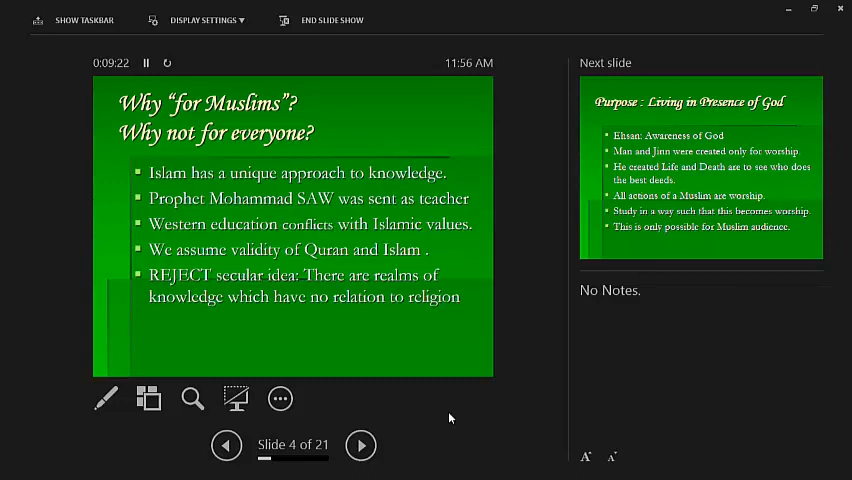 SHOW TASKBAR
DISPLAY SETTINGS ▼
END SLIDE SHOW
0:09:22
11:56 AM
Why “for Muslims”?
Why not for everyone?
Islam has a unique approach to knowledge.
Prophet Mohammad SAW was sent as teacher
Western education conflicts with Islamic values.
We assume validity of Quran and Islam .
REJECT secular idea: There are realms of
knowledge which have no relation to religion
Slide 4 of 21
Next slide
Purpose : Living in Presence of God
Ehsan: Awareness of God
Man and Jinn were created only for worship.
He created Life and Death are to see who does
the best deeds.
All actions of a Muslim are worship.
Study in a way such that this becomes worship.
This is only possible for Muslim audience.
No Notes.
A A